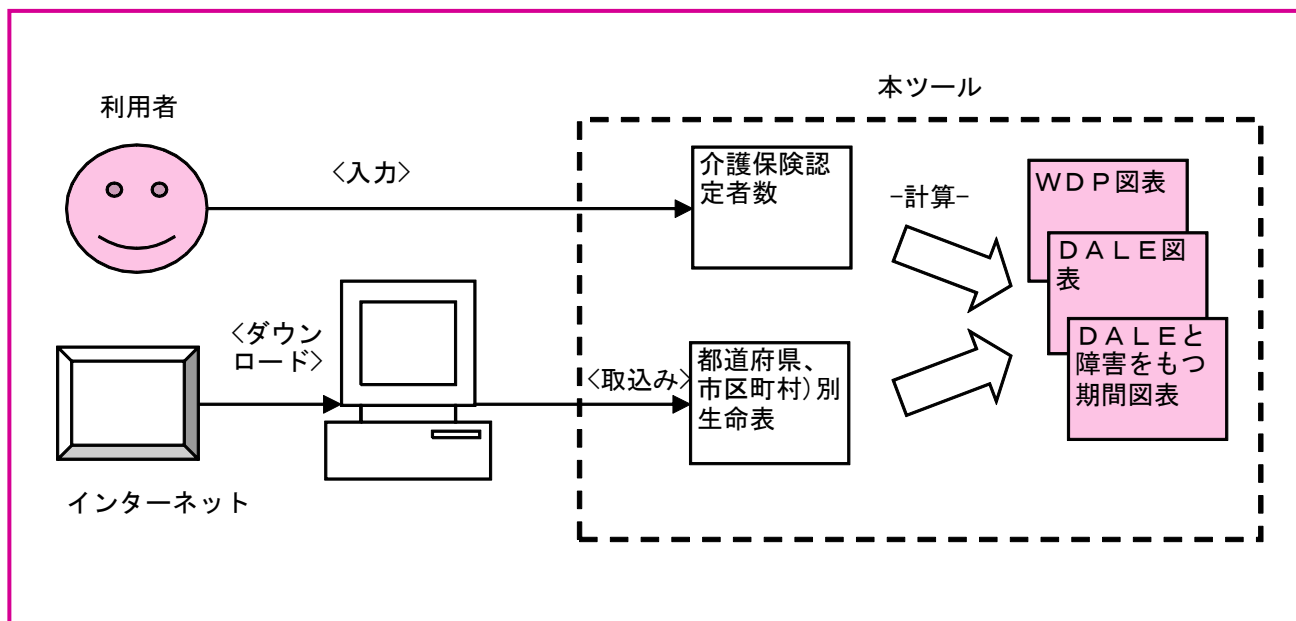 本ツール
利用者
<入力>
介護保険認
定者数
-計算-
WDP図表
DALE図
表
DALEと
障害をもつ
期間図表
<ダウン
ロード>
<取込み>
都道府県、
市区町村)別
生命表
インターネット